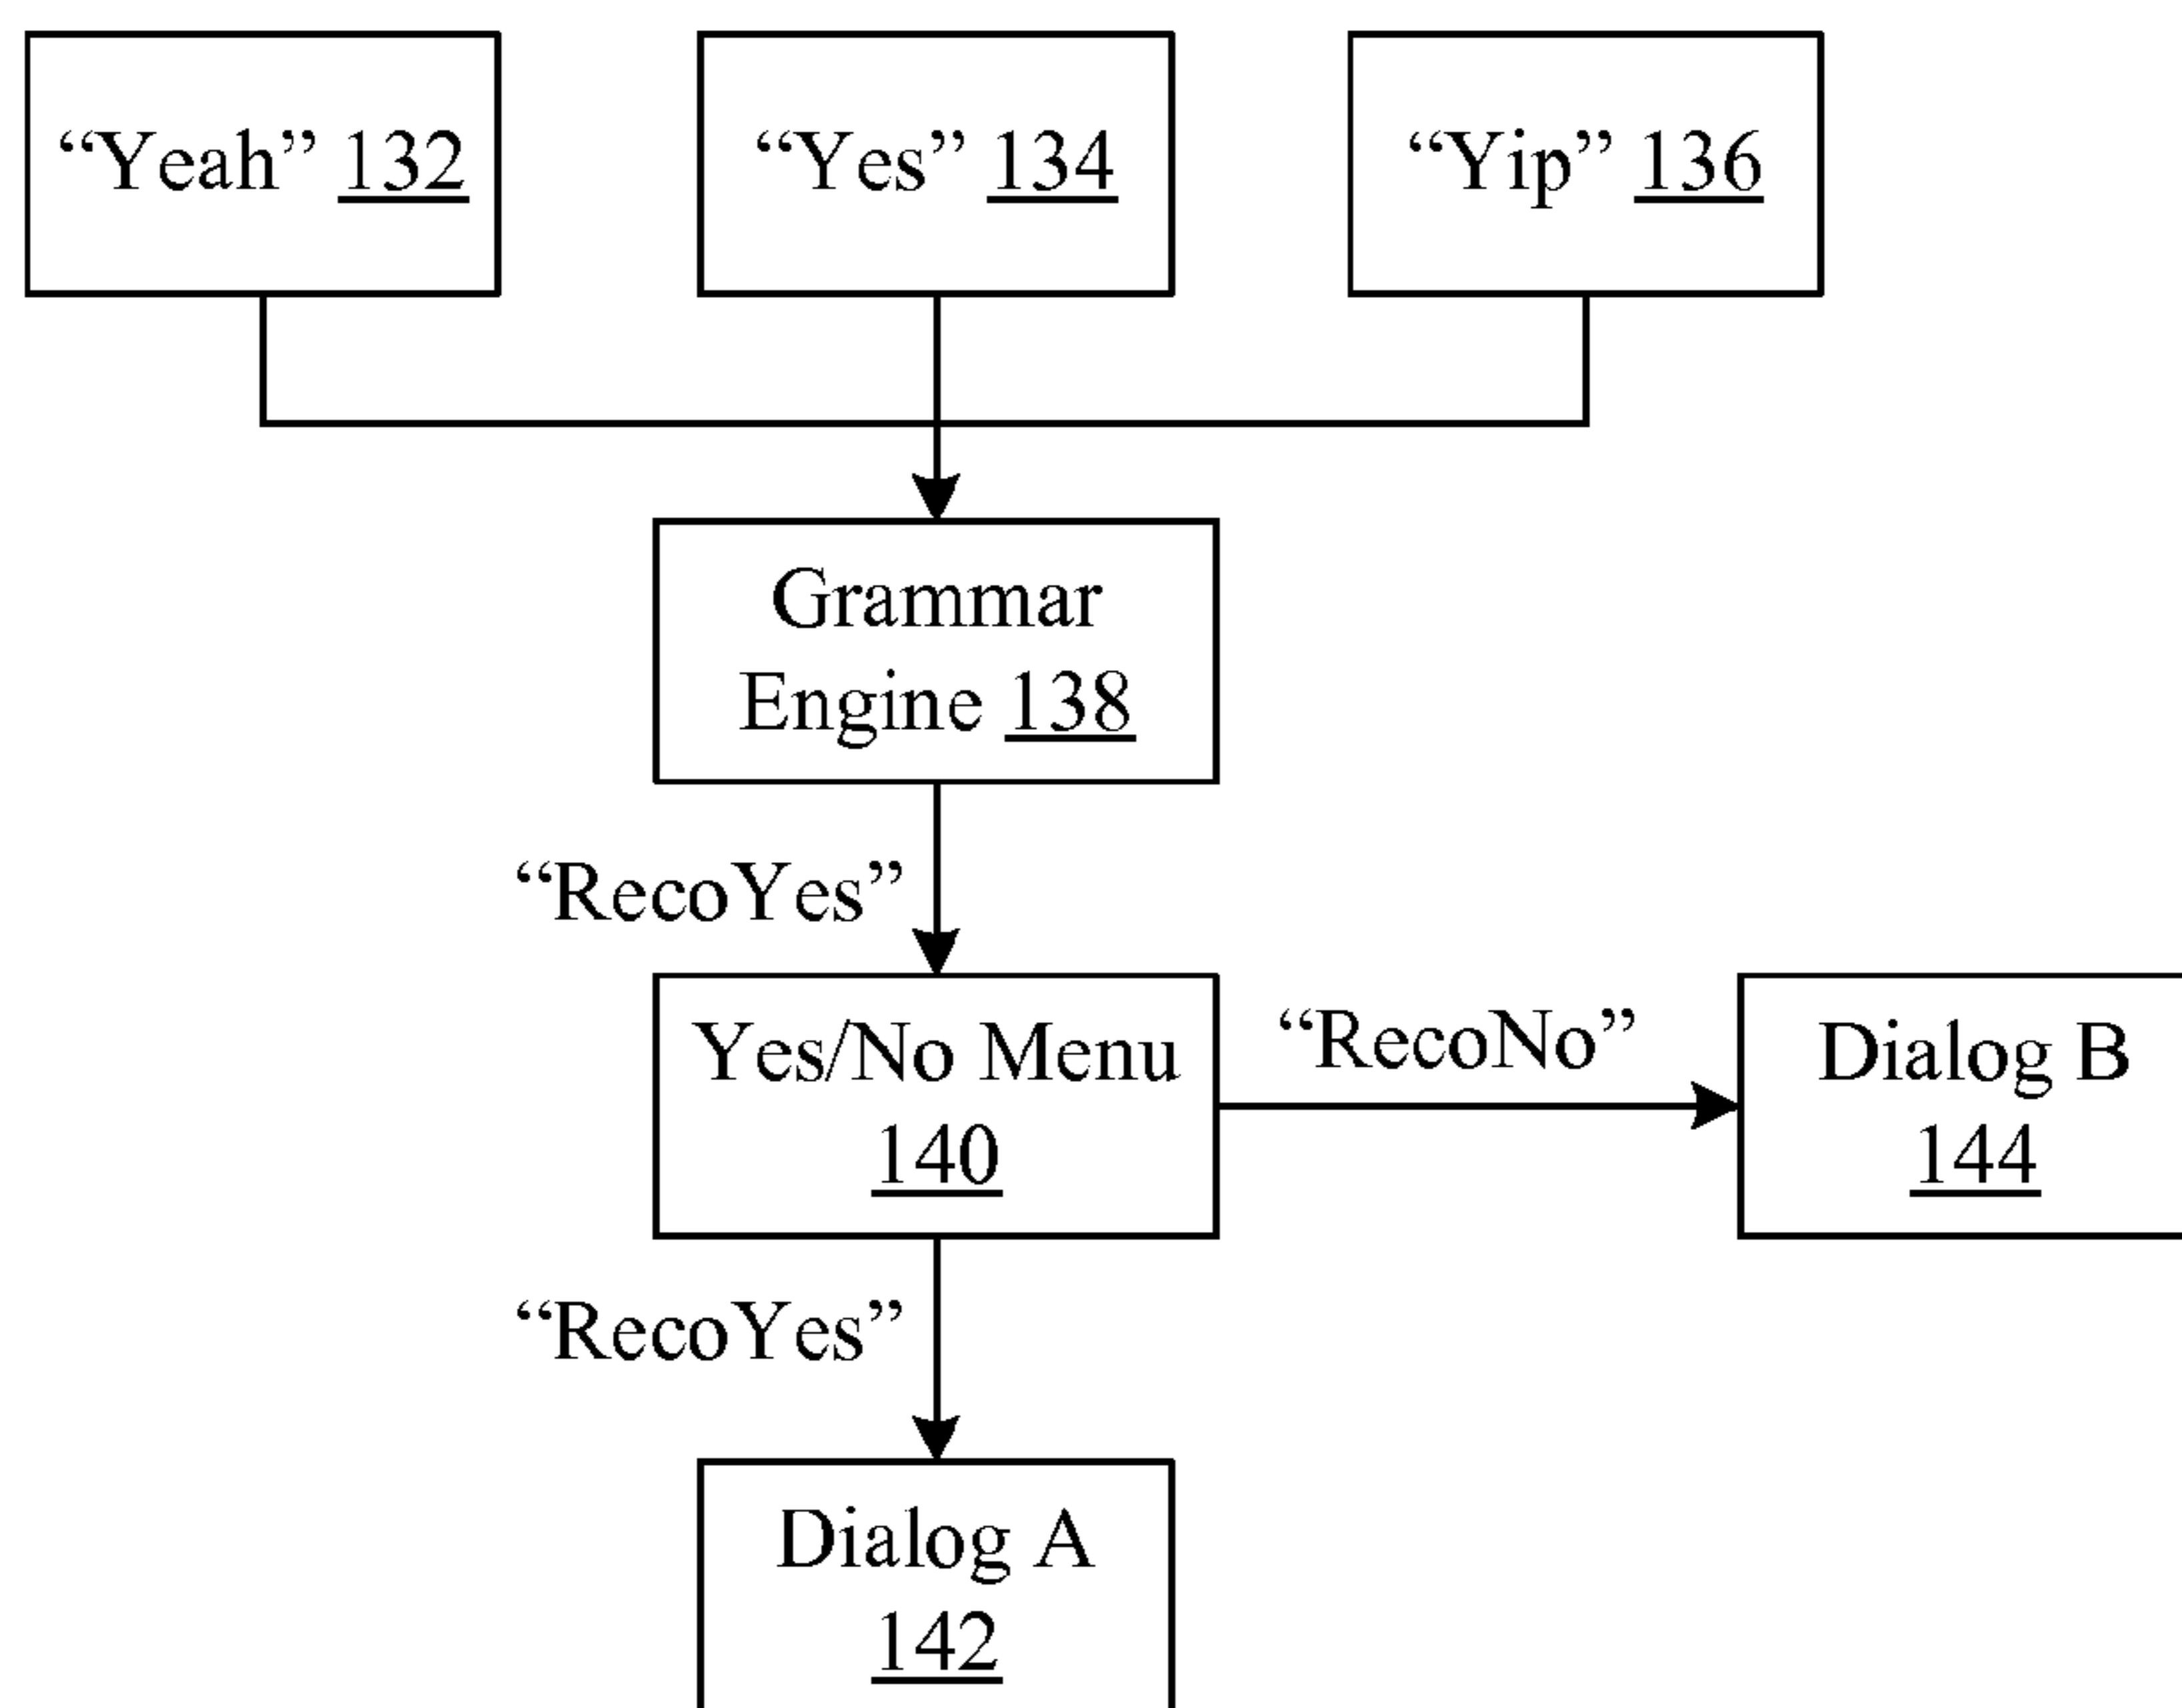 “Yeah” 132
“Yes” 134
“Yip” 136
Grammar
Engine 138
“RecoYes”
Yes/No Menu
140
“RecoNo”
Dialog B
144
“RecoYes”
Dialog A
142